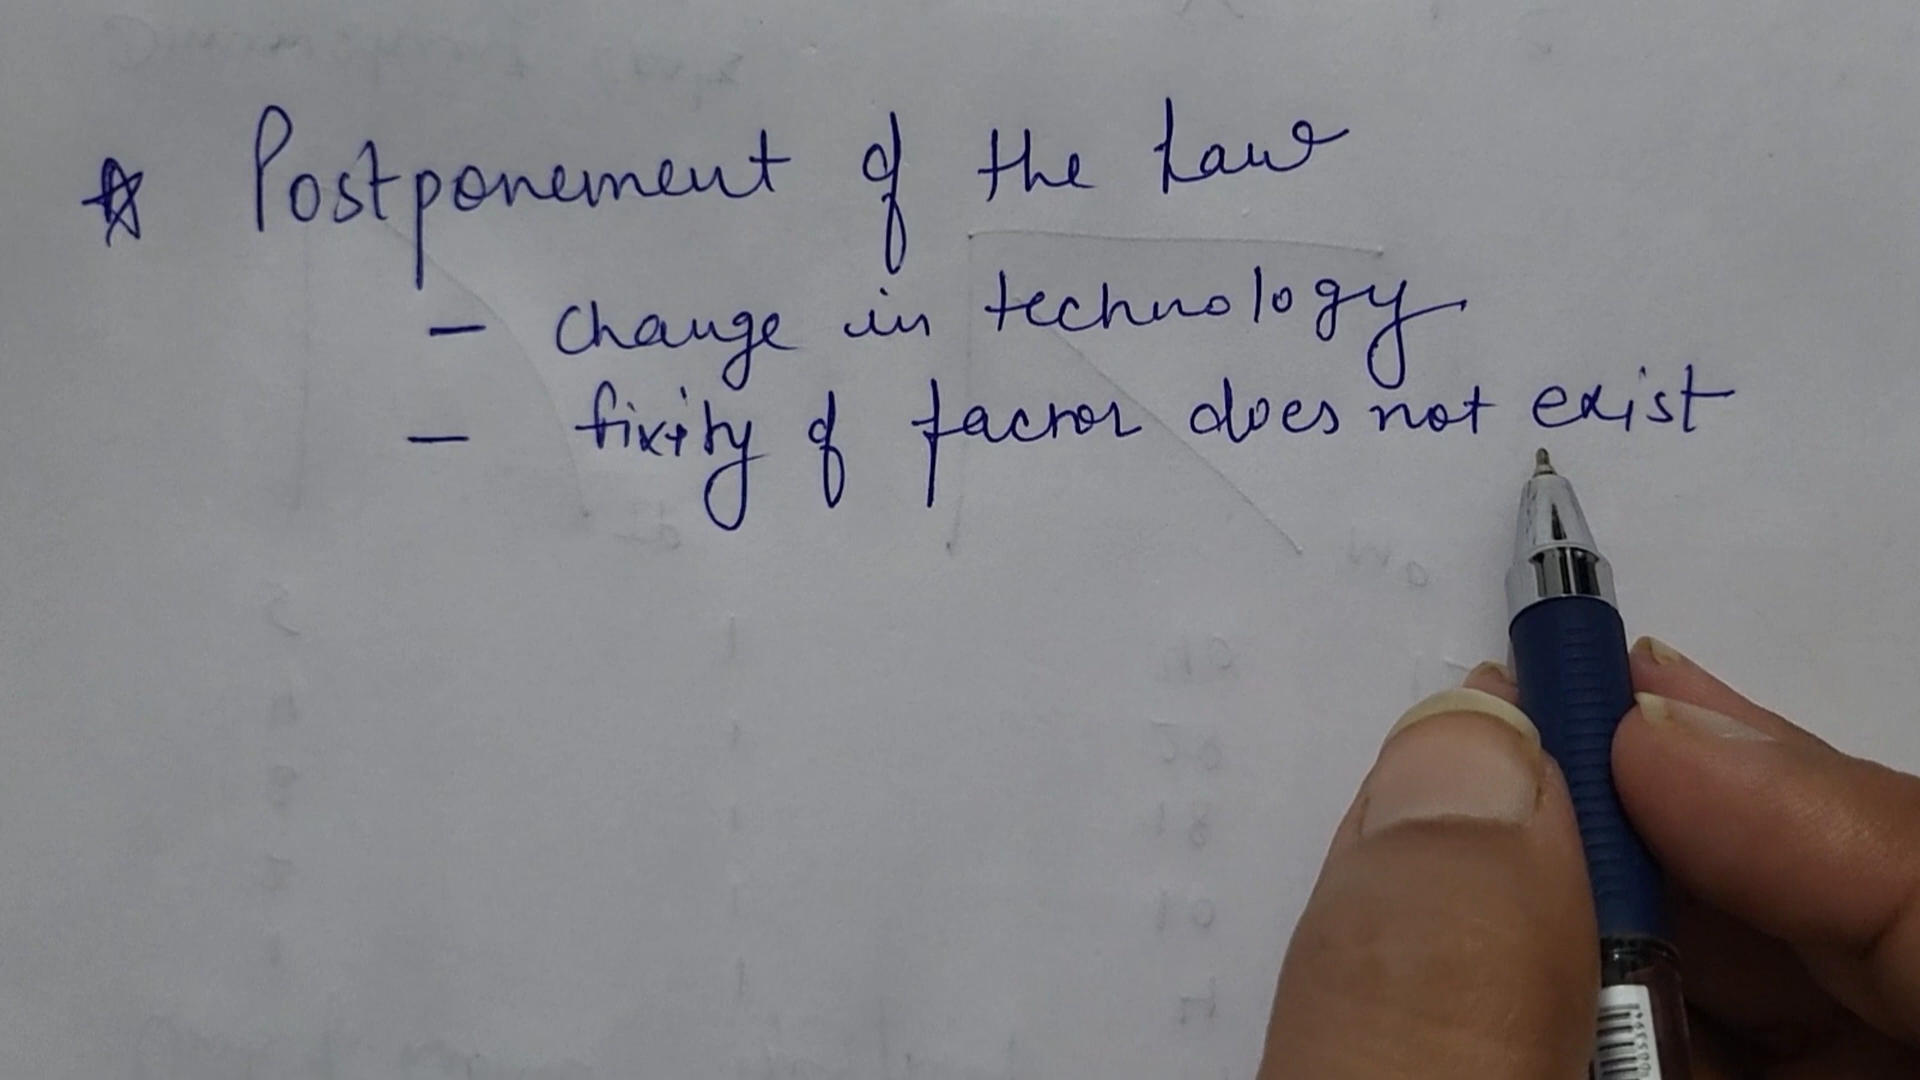 ☆ Postponement of the Law
- change in technology
- fixity of factor does not exist